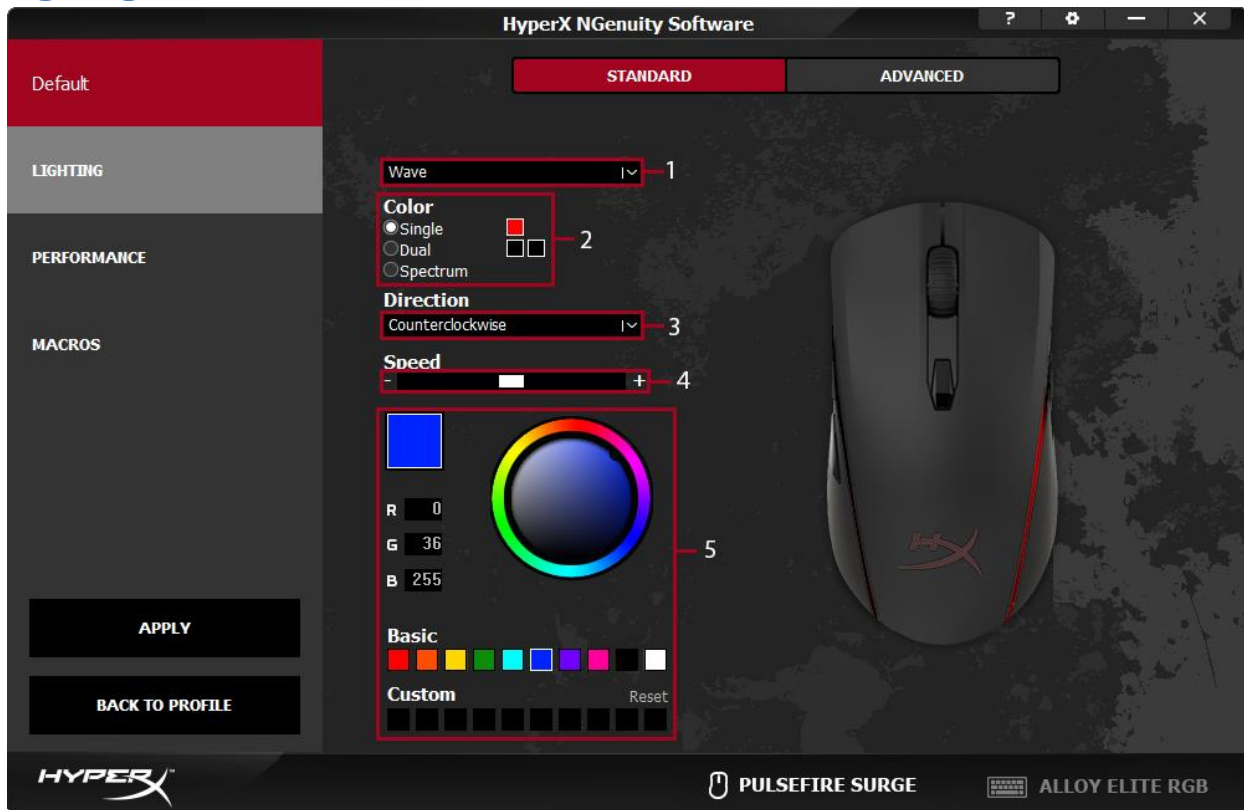 HyperX NGenuity Software
?
Default
STANDARD
ADVANCED
LIGHTING
PERFORMANCE
MACROS
APPLY
BACK TO PROFILE
Wave
1
Color
Single
Dual
Spectrum
2
Direction
Counterclockwise
3
Speed
- +
4
R 0
G 36
B 255
5
Basic
Custom Reset
HYPERX
PULSEFIRE SURGE
ALLOY ELITE RGB